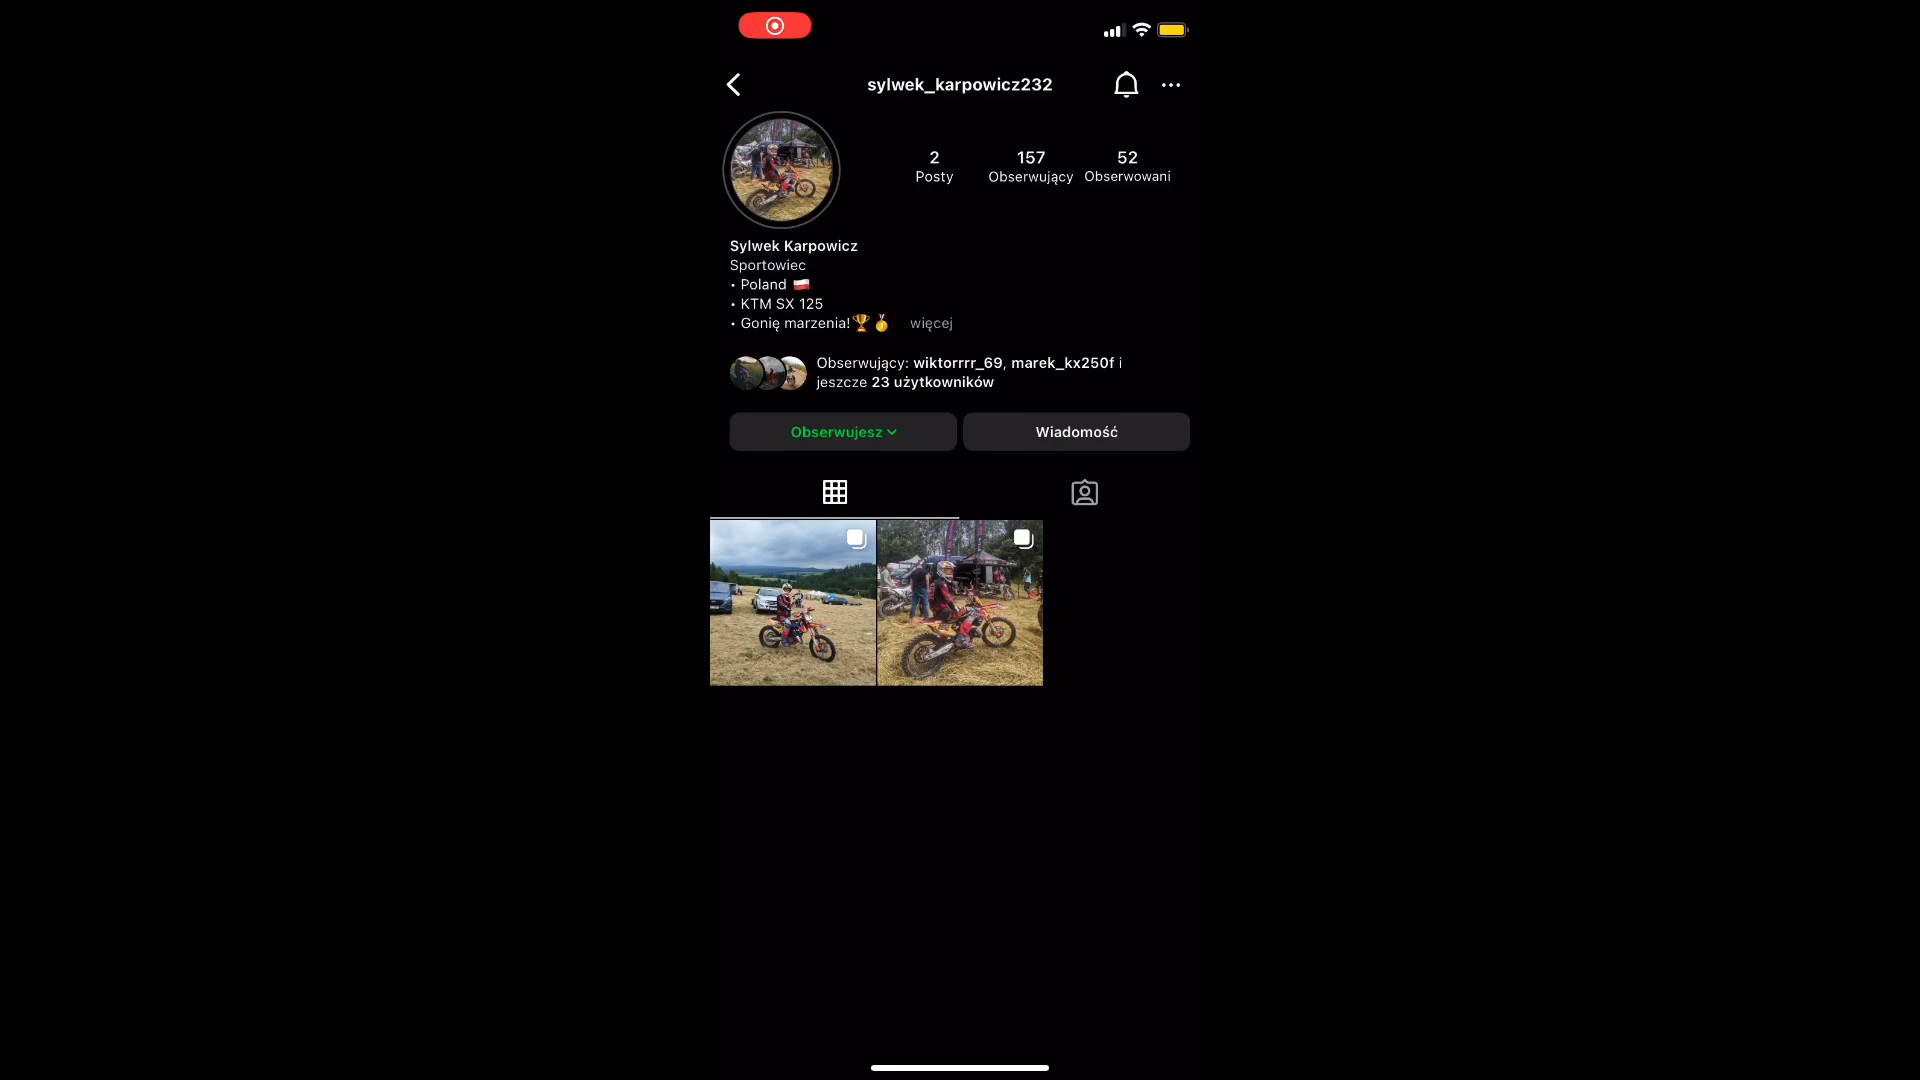 sylwek_karpowicz232
2 157 52
Posty Obserwujący Obserwowani
Sylwek Karpowicz
Sportowiec
• Poland 🇵🇱
• KTM SX 125
• Gonię marzenia!🏆🥇 więcej
Obserwujący: wiktorrrr_69, marek_kx250f i
jeszcze 23 użytkowników
Obserwujesz
Wiadomość